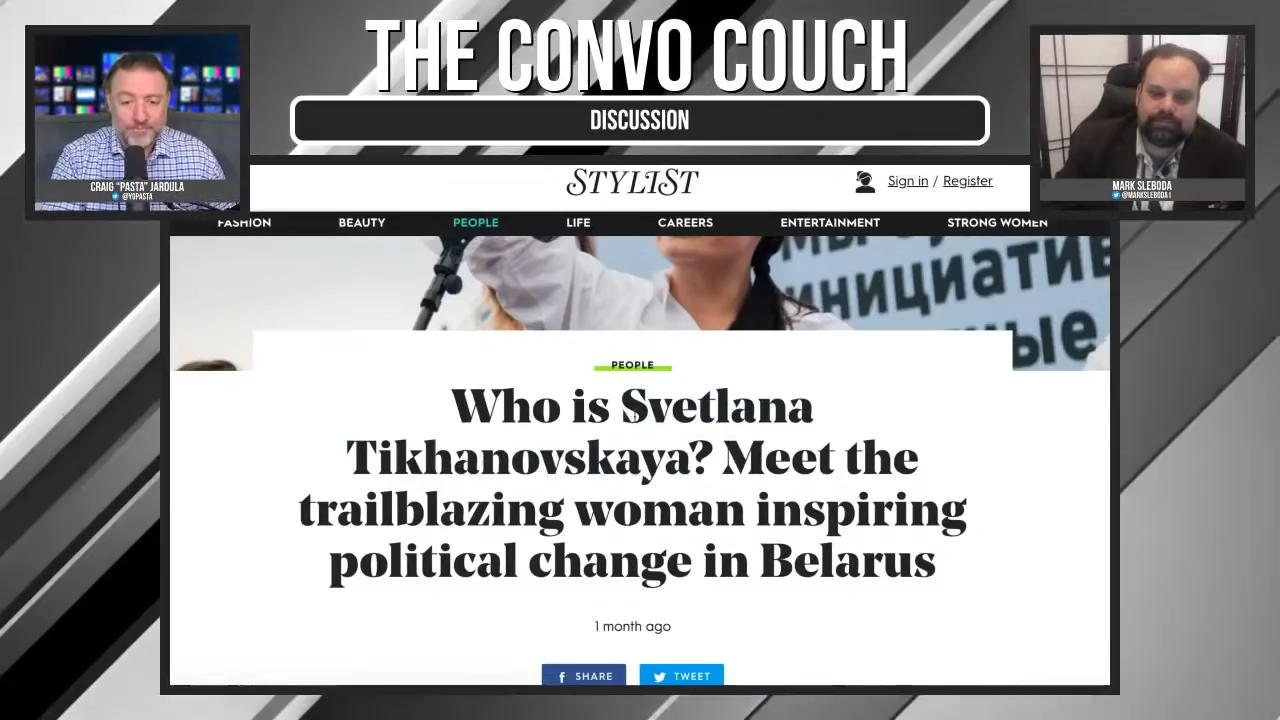 THE CONVO COUCH
DISCUSSION
CRAIG "PASTA" JARDULA
@YOPASTA
MARK SLEBODA
@MARKSLEBODA1
STYLIST
Sign in / Register
FASHION BEAUTY PEOPLE LIFE CAREERS ENTERTAINMENT STRONG WOMEN
инициатив
PEOPLE
Who is Svetlana
Tikhanovskaya? Meet the
trailblazing woman inspiring
political change in Belarus
1 month ago
SHARE TWEET